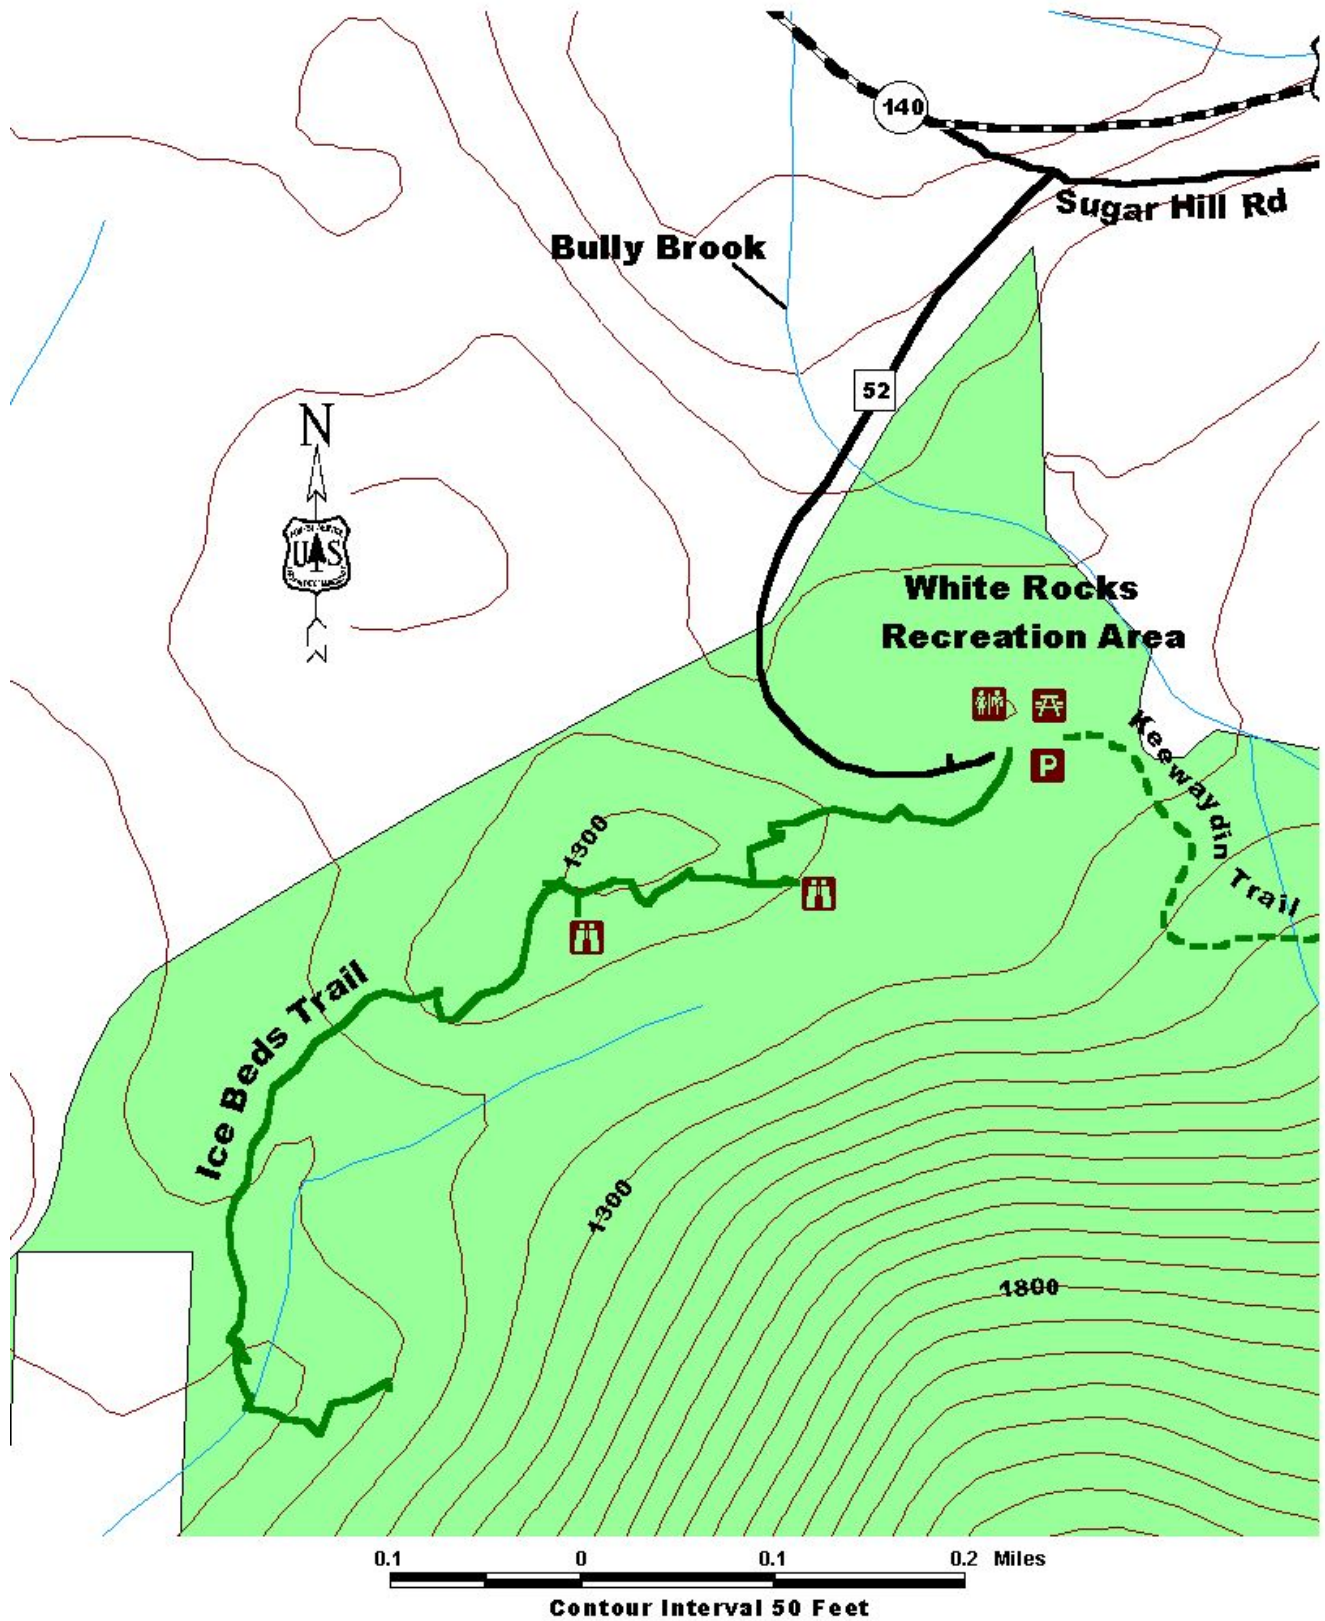 140
Sugar Hill Rd
Bully Brook
52
N
U S
White Rocks
Recreation Area
P
Keewaydin
Trail
1300
Ice Beds Trail
1300
1800
0.1 0 0.1 0.2 Miles
Contour Interval 50 Feet